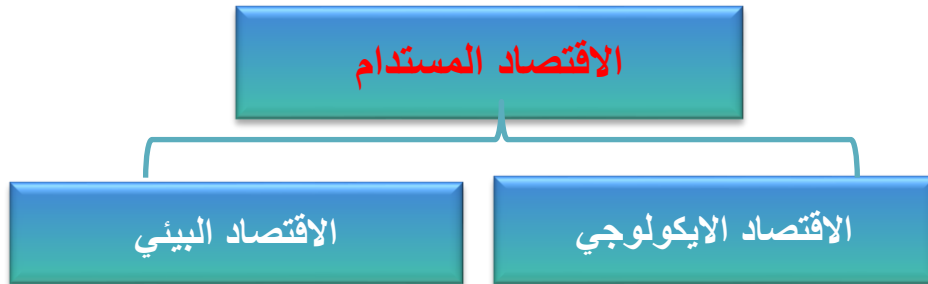 الاقتصاد المستدام
الاقتصاد الايكولوجي
الاقتصاد البيئي